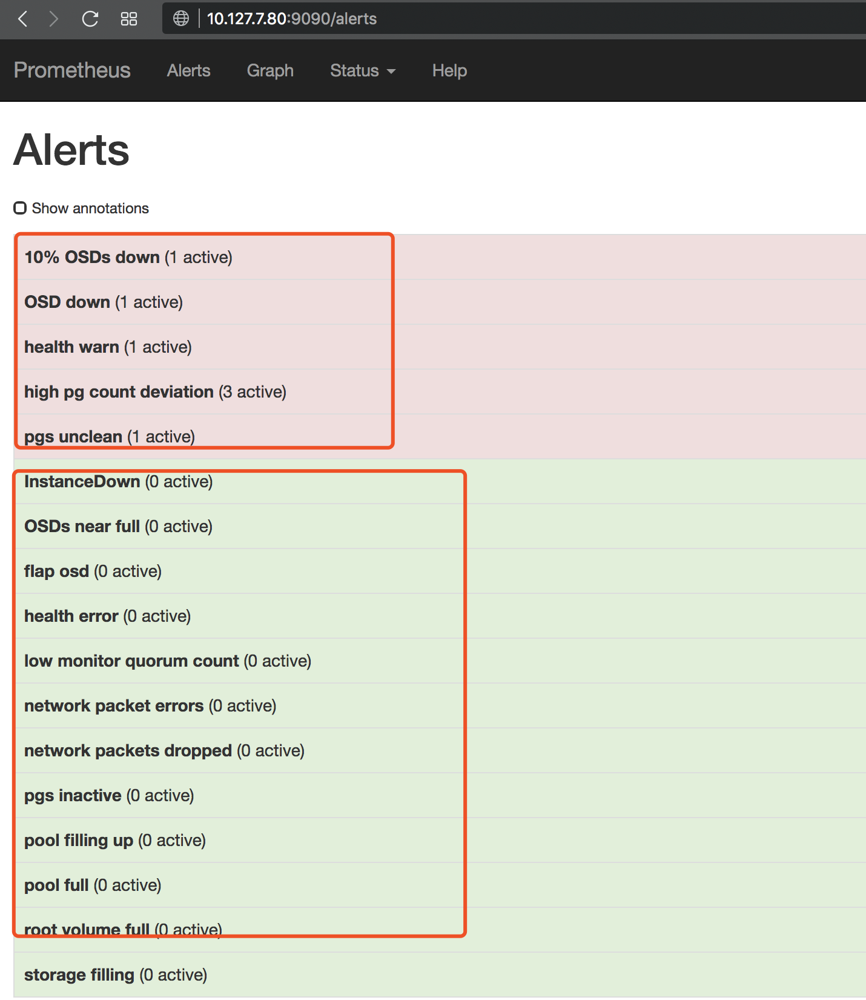 10.127.7.80:9090/alerts
Prometheus Alerts Graph Status Help
Alerts
Show annotations
10% OSDs down (1 active)
OSD down (1 active)
health warn (1 active)
high pg count deviation (3 active)
pgs unclean (1 active)
InstanceDown (0 active)
OSDs near full (0 active)
flap osd (0 active)
health error (0 active)
low monitor quorum count (0 active)
network packet errors (0 active)
network packets dropped (0 active)
pgs inactive (0 active)
pool filling up (0 active)
pool full (0 active)
root volume full (0 active)
storage filling (0 active)